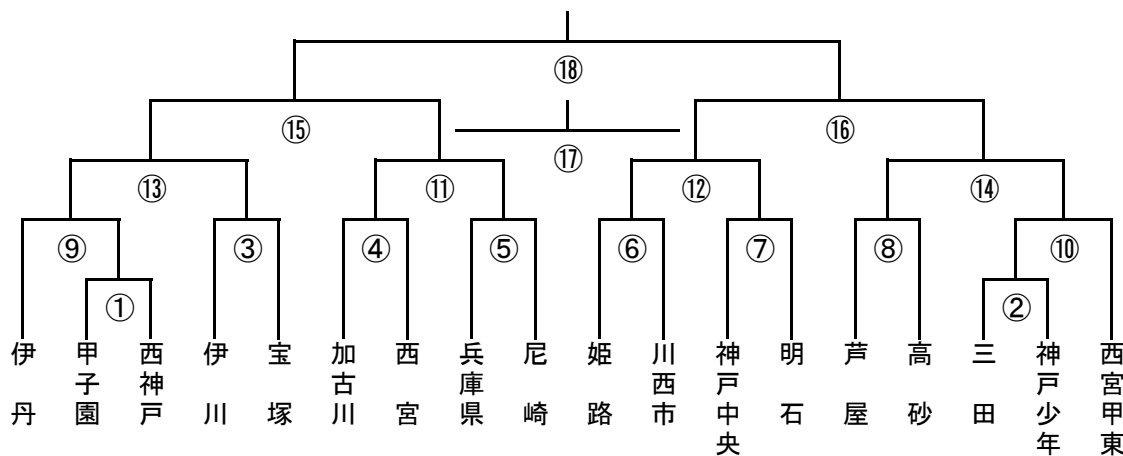 ⑱
⑮
⑯
⑰
⑬
⑪
⑫
⑭
⑨
③
④
⑤
⑥
⑦
⑧
⑩
①
②
伊丹
甲子園
西神戸
伊川
宝塚
加古川
西宮
兵庫県
尼崎
姫路
川西市
神戸中央
明石
芦屋
高砂
三田
神戸少年
西宮甲東